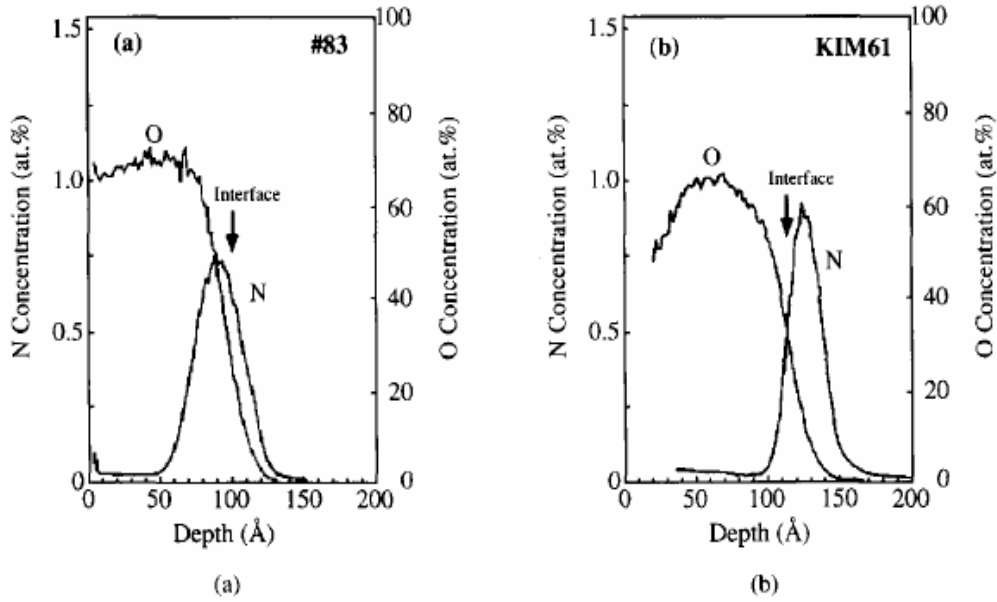 (a) #83
1.5
1.0
0.5
0
N Concentration (at.%)
O
Interface
N
0 50 100 150 200
Depth (Å)
100
80
60
40
20
0
O Concentration (at.%)
(a)
(b) KIM61
1.5
1.0
0.5
0
N Concentration (at.%)
O
Interface
N
0 50 100 150 200
Depth (Å)
100
80
60
40
20
0
O Concentration (at.%)
(b)